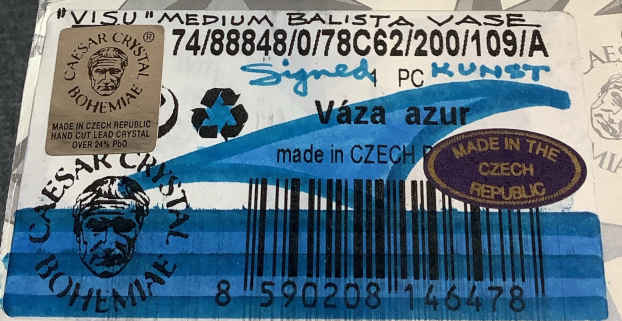 "VISU" MEDIUM BALISTA VASE
74/88848/0/78C62/200/109/A
CAESAR CRYSTAL ®
BOHEMIAE
MADE IN CZECH REPUBLIC
HAND CUT LEAD CRYSTAL
OVER 24% PbO
Signed 1 PC KUNST
Váza azur
made in CZECH
MADE IN THE
CZECH
REPUBLIC
CAESAR CRYSTAL
BOHEMIAE
8 590208 146478